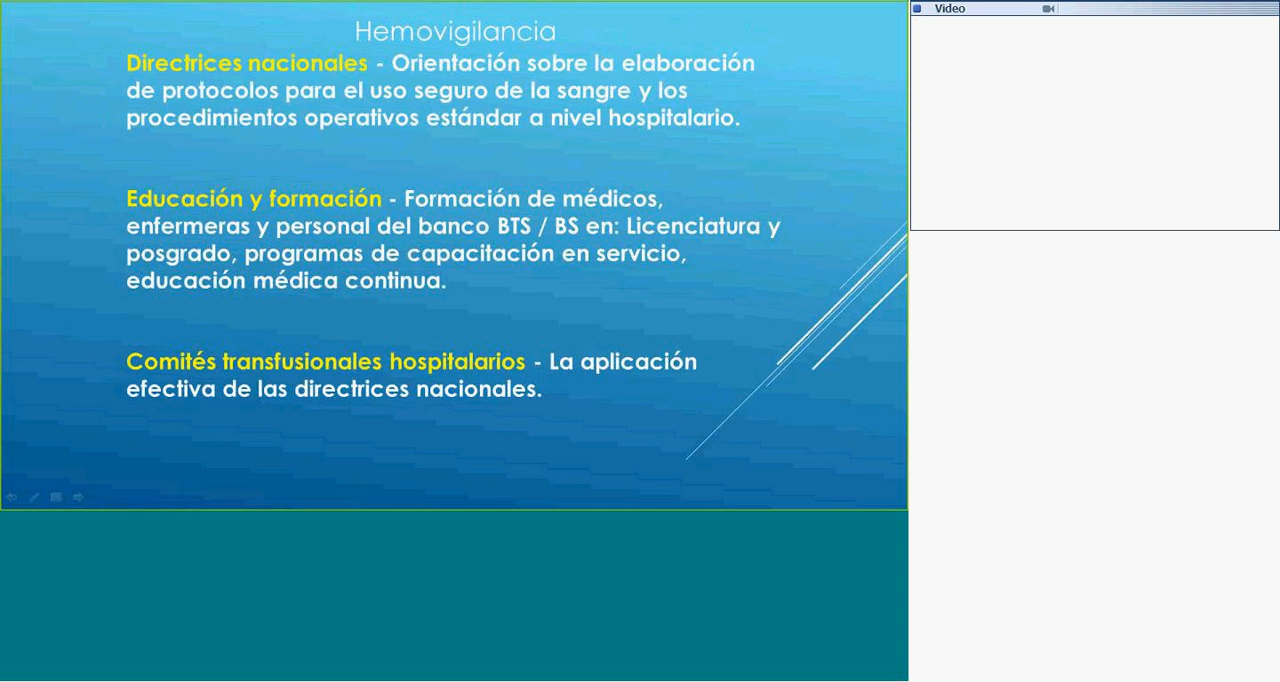 Hemovigilancia
Directrices nacionales - Orientación sobre la elaboración
de protocolos para el uso seguro de la sangre y los
procedimientos operativos estándar a nivel hospitalario.
Educación y formación - Formación de médicos,
enfermeras y personal del banco BTS / BS en: Licenciatura y
posgrado, programas de capacitación en servicio,
educación médica continua.
Comités transfusionales hospitalarios - La aplicación
efectiva de las directrices nacionales.
Video